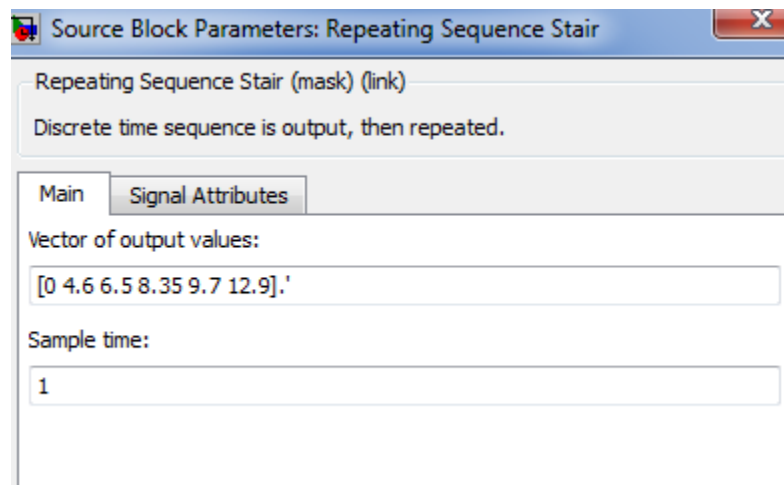 Source Block Parameters: Repeating Sequence Stair
Repeating Sequence Stair (mask) (link)
Discrete time sequence is output, then repeated.
Main Signal Attributes
Vector of output values:
[0 4.6 6.5 8.35 9.7 12.9].'
Sample time:
1